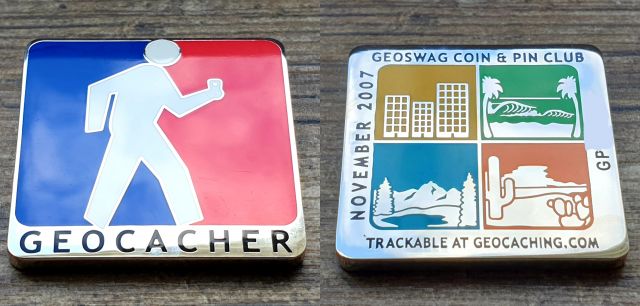 GEOCACHER
GEOSWAG COIN & PIN CLUB
NOVEMBER 2007
GP
TRACKABLE AT GEOCACHING.COM